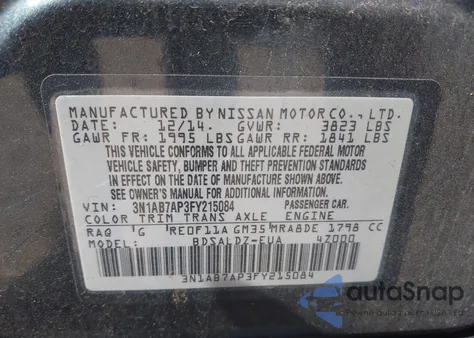 MANUFACTURED BY NISSAN MOTOR CO., LTD.
DATE: 12/14. GVWR: 3823 LBS
GAWR FR: 1995 LBS GAWR RR: 1841 LBS
THIS VEHICLE CONFORMS TO ALL APPLICABLE FEDERAL MOTOR
VEHICLE SAFETY, BUMPER, AND THEFT PREVENTION STANDARDS
IN EFFECT ON THE DATE OF MANUFACTURE SHOWN ABOVE.
SEE OWNER'S MANUAL FOR ADDITIONAL INFORMATION.
VIN: 3N1AB7AP3FY215084 PASSENGER CAR.
COLOR TRIM TRANS AXLE ENGINE
RAQ 'G RE0F11A GM35 MRA8DE 1798 CC
MODEL: BDSALDZ-EUA 4Z000
3N1AB7AP3FY215084
autoSnap